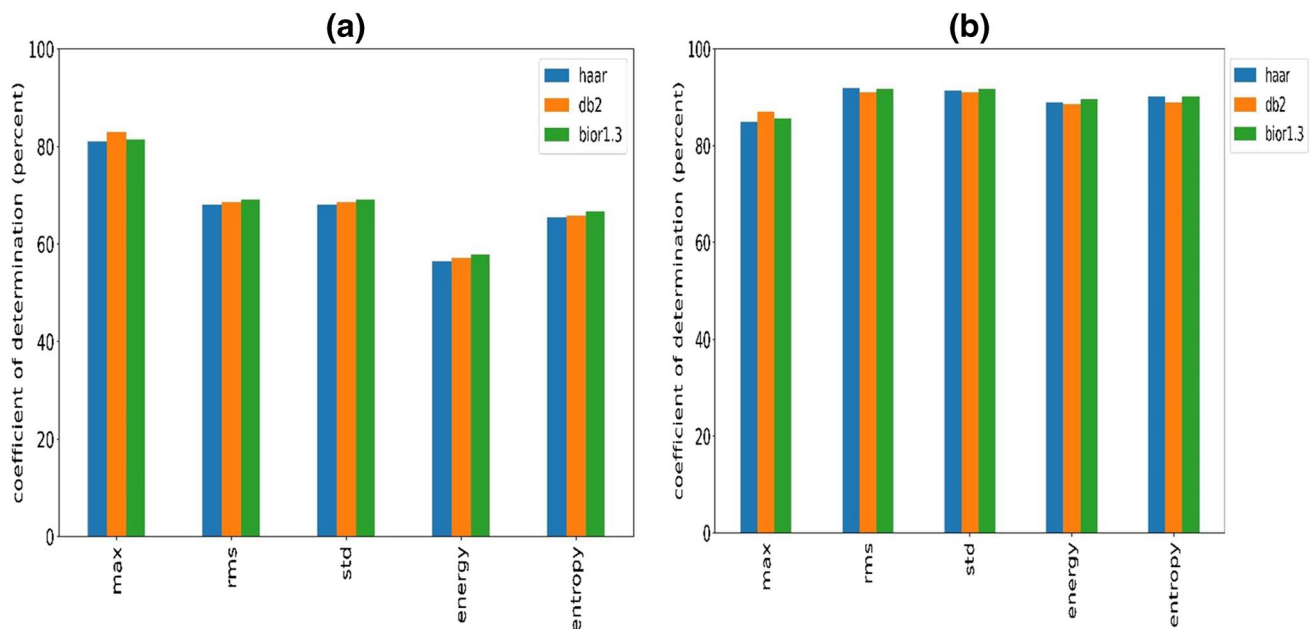 (a)
coefficient of determination (percent)
100
80
60
40
20
0
haar
db2
bior1.3
max
rms
std
energy
entropy
(b)
coefficient of determination (percent)
100
80
60
40
20
0
haar
db2
bior1.3
max
rms
std
energy
entropy